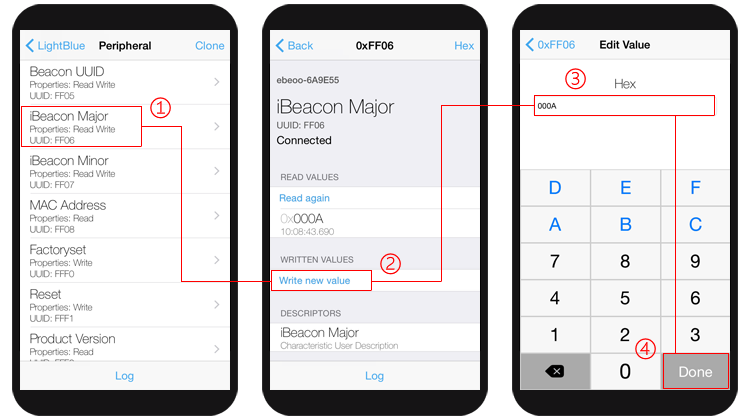 LightBlue Peripheral Clone
Beacon UUID
Properties: Read Write
UUID: FF05
iBeacon Major
Properties: Read Write
UUID: FF06
①
iBeacon Minor
Properties: Read Write
UUID: FF07
MAC Address
Properties: Read
UUID: FF08
Factoryset
Properties: Write
UUID: FFF0
Reset
Properties: Write
UUID: FFF1
Product Version
Properties: Read
Log
Back 0xFF06 Hex
ebeoo-6A9E55
iBeacon Major
UUID: FF06
Connected
READ VALUES
Read again
0x000A
10:08:43.690
WRITTEN VALUES
②
Write new value
DESCRIPTORS
iBeacon Major
Characteristic User Description
Log
0xFF06 Edit Value
③
Hex
000A
D E F
A B C
7 8 9
4 5 6
1 2 3
④
0 Done